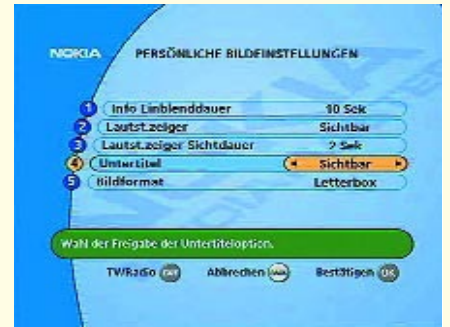 NOKIA PERSÖNLICHE BILDEINSTELLUNGEN
1 Info Einblenddauer 10 Sek
2 Lautst.zeiger Sichtbar
3 Lautst.zeiger Sichtdauer 2 Sek
4 Untertitel Sichtbar
5 Bildformat Letterbox
Wahl der Freigabe der Untertiteloption.
TV/Radio Abbrechen Bestätigen OK